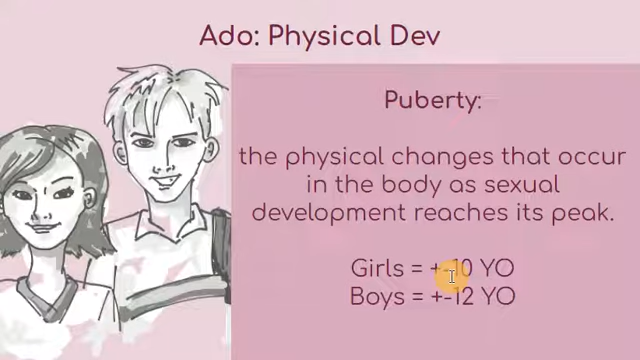 Ado: Physical Dev
Puberty:
the physical changes that occur
in the body as sexual
development reaches its peak.
Girls = +-10 YO
Boys = +-12 YO